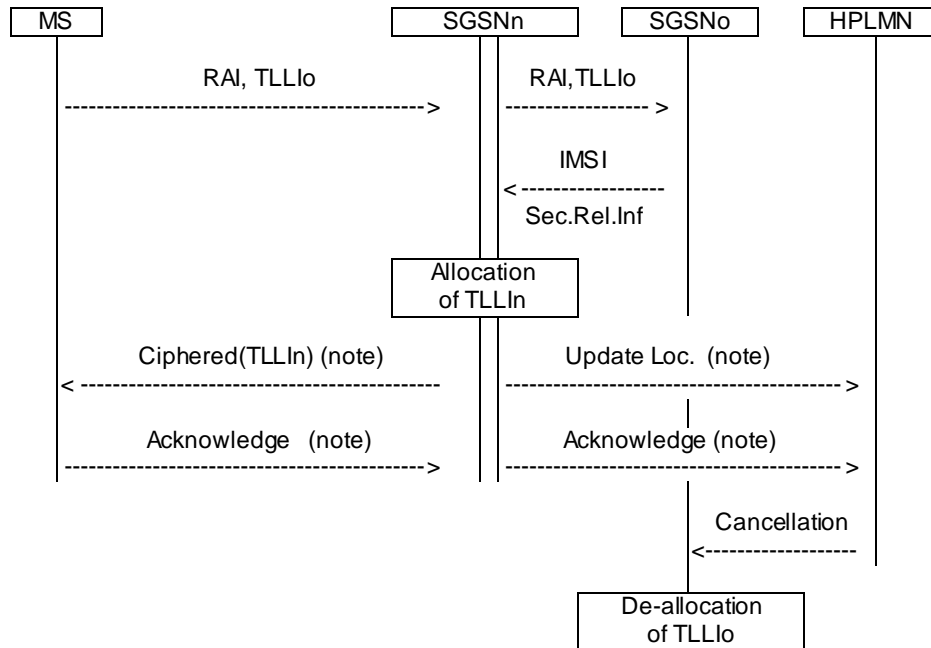 MS SGSNn SGSNo HPLMN
RAI, TLLIo RAI,TLLIo
IMSI
Sec.Rel.Inf
Allocation
of TLLIn
Ciphered(TLLIn) (note) Update Loc. (note)
Acknowledge (note) Acknowledge (note)
Cancellation
De-allocation
of TLLIo